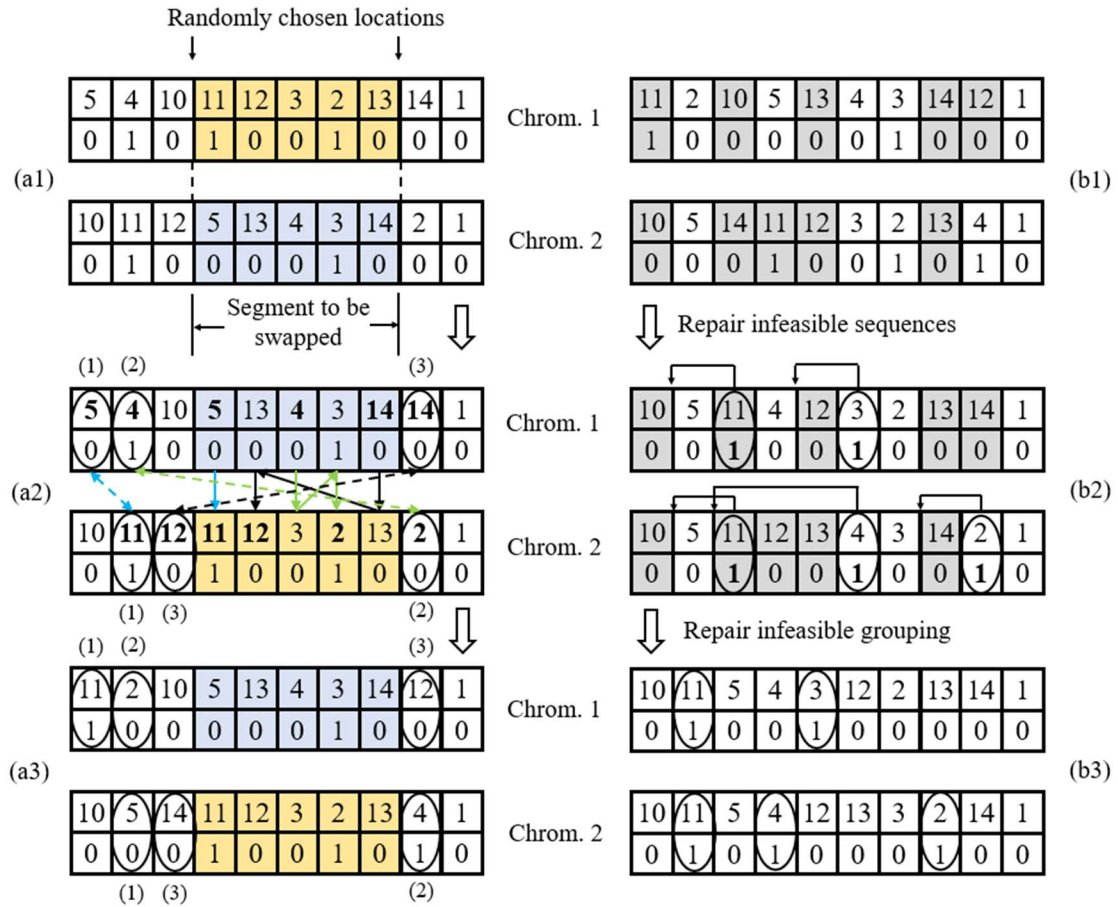 Randomly chosen locations
5 4 10 11 12 3 2 13 14 1
0 1 0 1 0 0 1 0 0 0
Chrom. 1
11 2 10 5 13 4 3 14 12 1
1 0 0 0 0 0 1 0 0 0
(a1)
(b1)
10 11 12 5 13 4 3 14 2 1
0 1 0 0 0 0 1 0 0 0
Chrom. 2
10 5 14 11 12 3 2 13 4 1
0 0 0 1 0 0 1 0 1 0
Segment to be
swapped
Repair infeasible sequences
(1) (2) (3)
5 4 10 5 13 4 3 14 14 1
0 1 0 0 0 0 1 0 0 0
Chrom. 1
10 5 11 4 12 3 2 13 14 1
0 0 1 0 0 1 0 0 0 0
(a2)
(b2)
10 11 12 11 12 3 2 13 2 1
0 1 0 1 0 0 1 0 0 0
Chrom. 2
10 5 11 12 13 4 3 14 2 1
0 0 1 0 0 1 0 0 1 0
(1) (3) (2)
Repair infeasible grouping
(1) (2) (3)
11 2 10 5 13 4 3 14 12 1
1 0 0 0 0 0 1 0 0 0
Chrom. 1
10 11 5 4 3 12 2 13 14 1
0 1 0 0 1 0 0 0 0 0
(a3)
(b3)
10 5 14 11 12 3 2 13 4 1
0 0 0 1 0 0 1 0 1 0
Chrom. 2
10 11 5 4 12 13 3 2 14 1
0 1 0 1 0 0 0 1 0 0
(1) (3) (2)